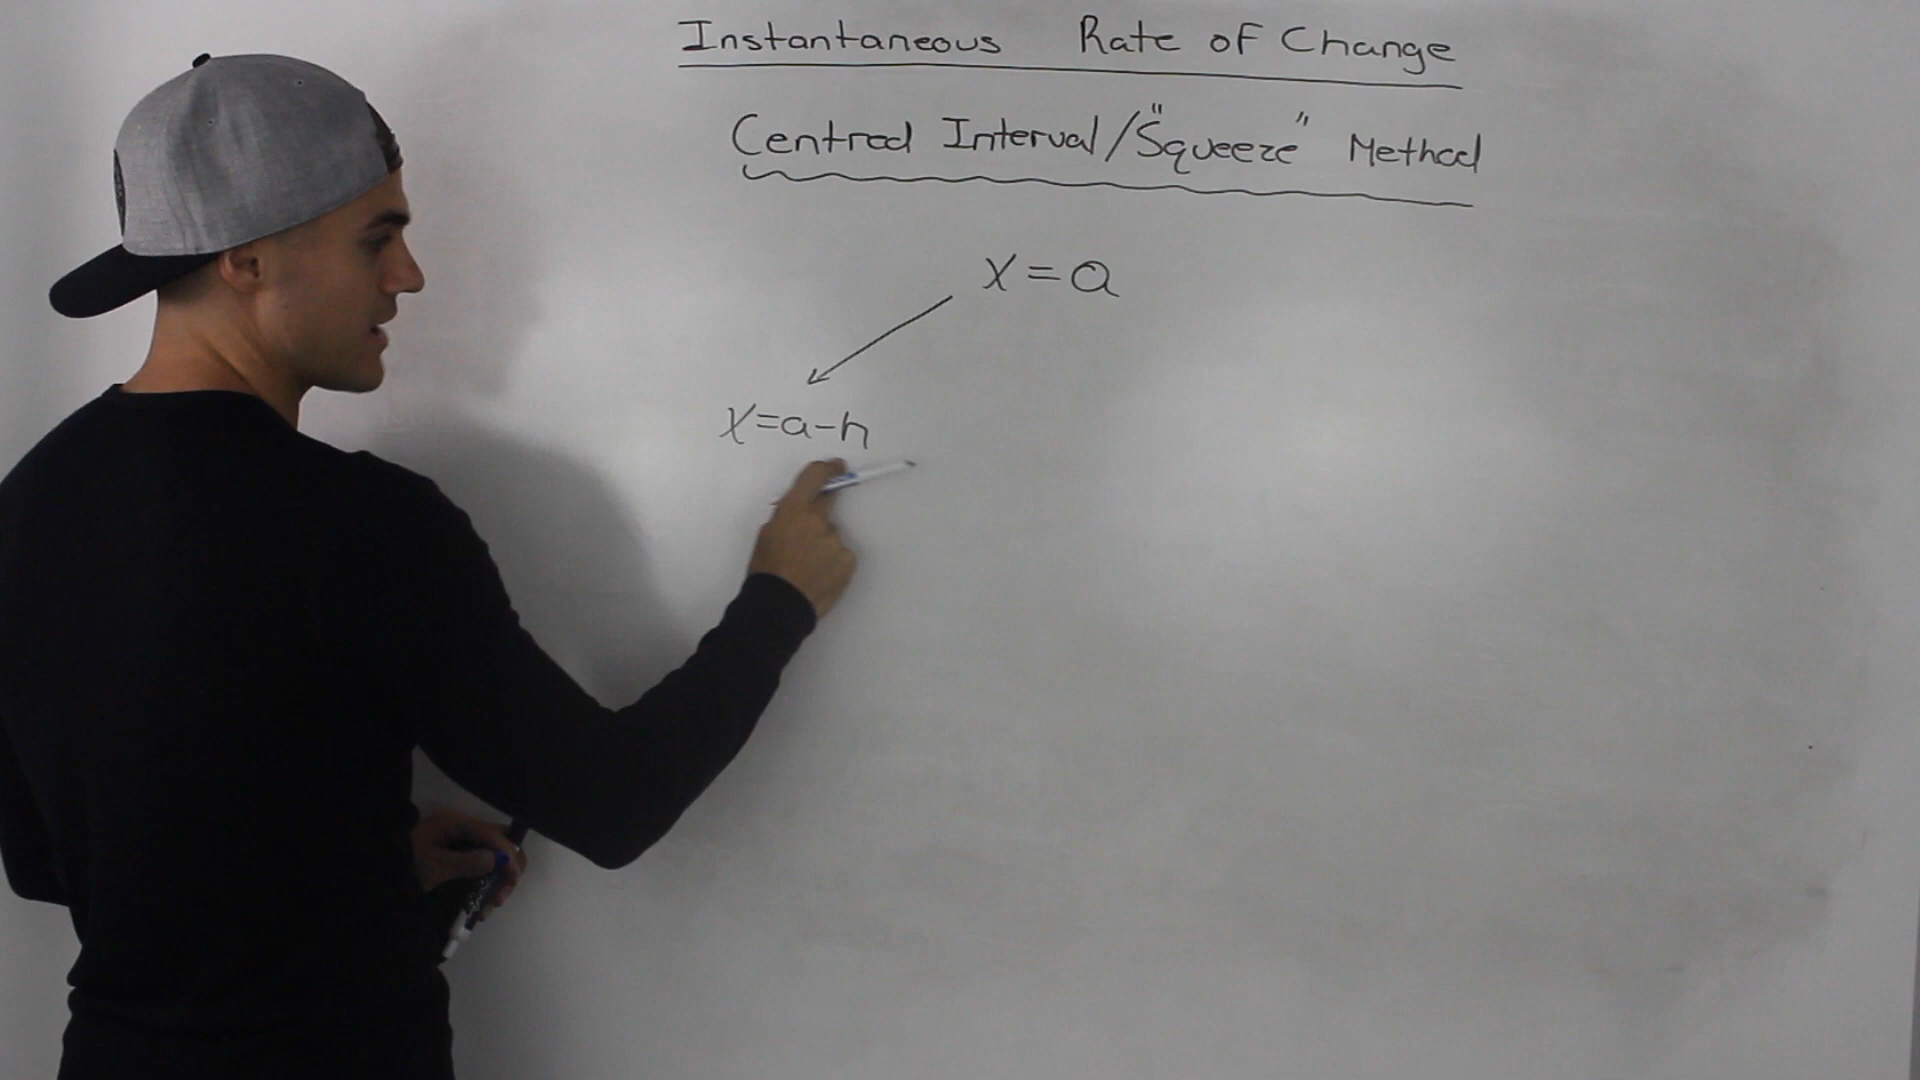 Instantaneous Rate of Change
Centred Interval/"Squeeze" Method
x=a
x=a-h